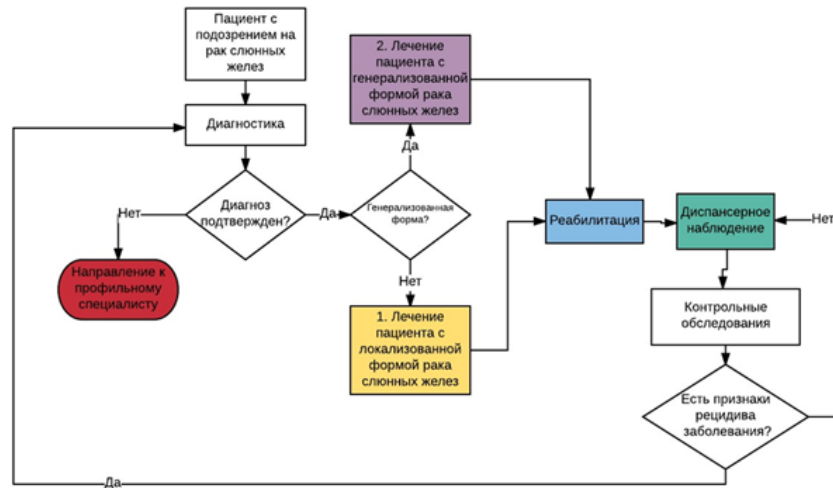 Пациент с
подозрением на
рак слюнных
желез
Диагностика
Диагноз
подтвержден?
Нет
Направление к
профильному
специалисту
Да
Генерализованная
форма?
Да
2. Лечение
пациента с
генерализованной
формой рака
слюнных желез
Нет
1. Лечение
пациента с
локализованной
формой рака
слюнных желез
Реабилитация
Диспансерное
наблюдение
Контрольные
обследования
Есть признаки
рецидива
заболевания?
Нет
Да